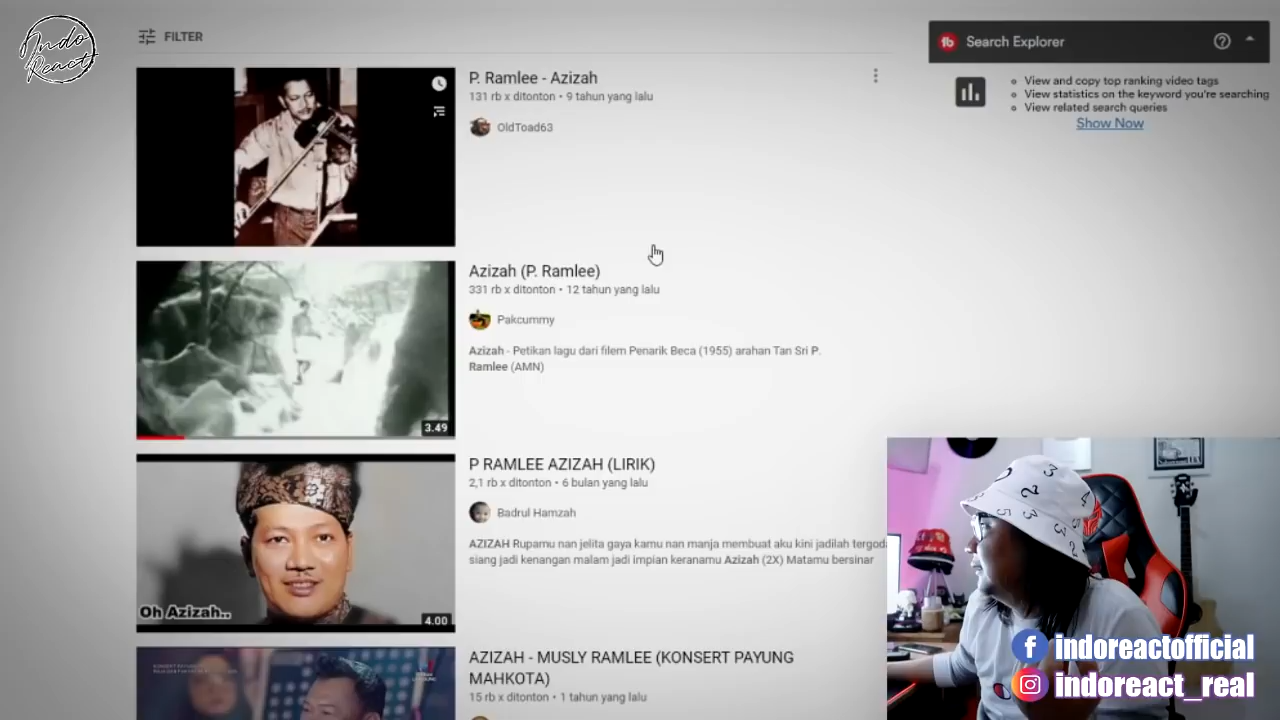 Indo
React
FILTER
P. Ramlee - Azizah
131 rb x ditonton • 9 tahun yang lalu
OldToad63
Azizah (P. Ramlee)
331 rb x ditonton • 12 tahun yang lalu
Pakcummy
Azizah - Petikan lagu dari filem Penarik Beca (1955) arahan Tan Sri P.
Ramlee (AMN)
3.49
P RAMLEE AZIZAH (LIRIK)
2,1 rb x ditonton • 6 bulan yang lalu
Badrul Hamzah
AZIZAH Rupamu nan jelita gaya kamu nan manja membuat aku kini jadilah tergoda
siang jadi kenangan malam jadi impian keranamu Azizah (2X) Matamu bersinar
Oh Azizah..
4.00
AZIZAH - MUSLY RAMLEE (KONSERT PAYUNG
MAHKOTA)
15 rb x ditonton • 1 tahun yang lalu
Search Explorer
View and copy top ranking video tags
View statistics on the keyword you're searching
View related search queries
Show Now
indoreactofficial
indoreact_real